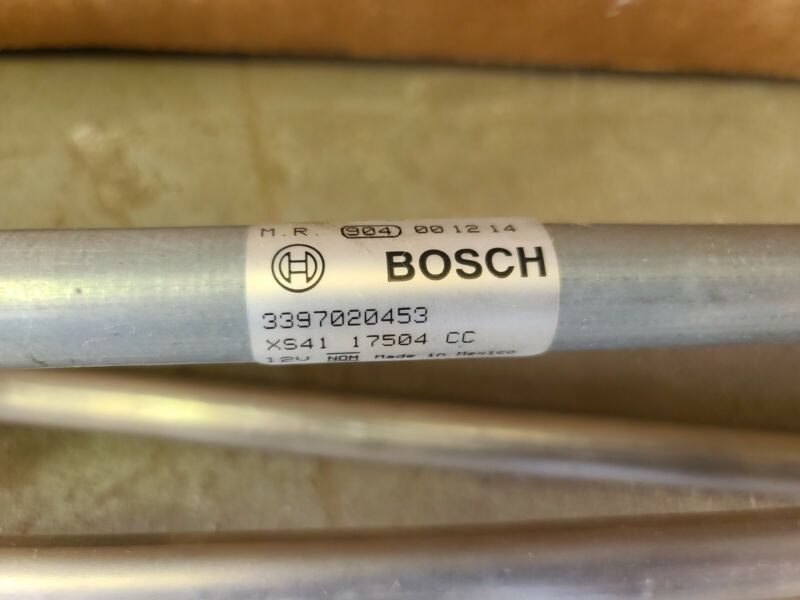 M.R. 904 00 12 14
BOSCH
3397020453
XS41 17504 CC
12V NOM Made in Mexico